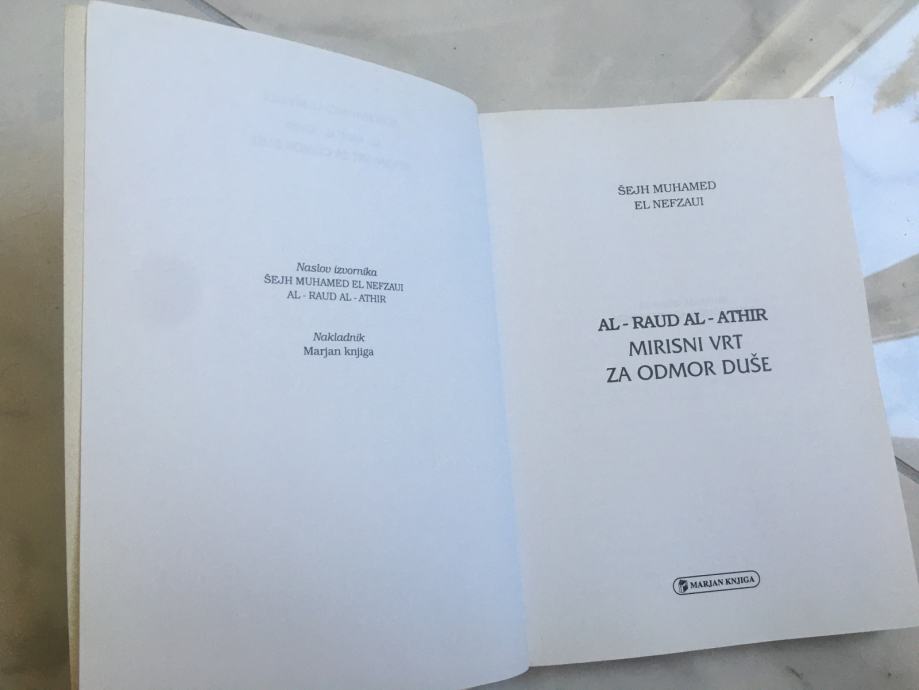 Naslov izvornika
ŠEJH MUHAMED EL NEFZAUI
AL - RAUD AL - ATHIR
Nakladnik
Marjan knjiga
ŠEJH MUHAMED
EL NEFZAUI
AL - RAUD AL - ATHIR
MIRISNI VRT
ZA ODMOR DUŠE
MARJAN KNJIGA